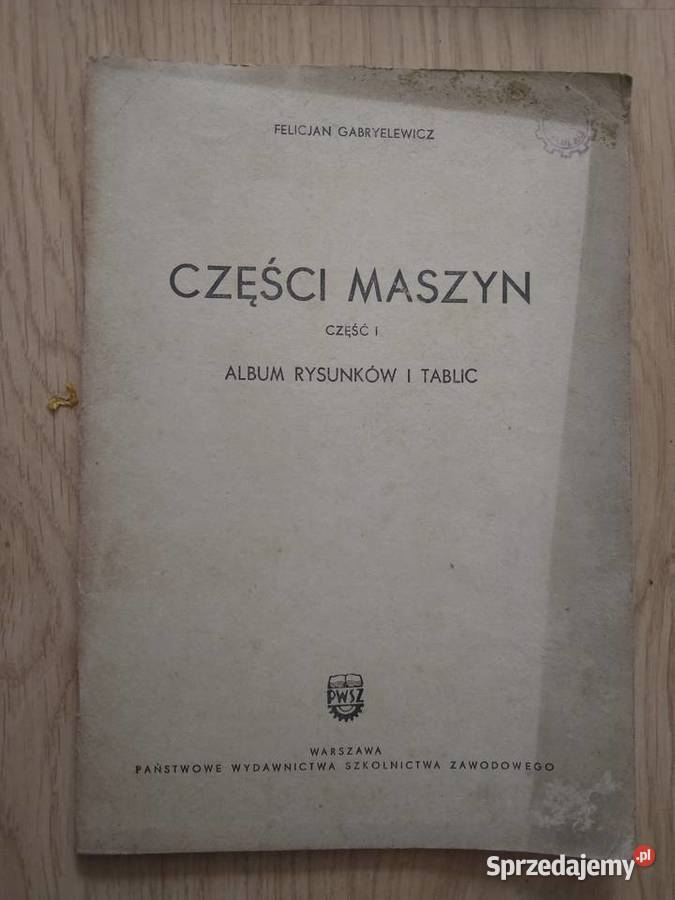 FELICJAN GABRYELEWICZ
CZĘŚCI MASZYN
CZĘŚĆ I
ALBUM RYSUNKÓW I TABLIC
PWSZ
WARSZAWA
PAŃSTWOWE WYDAWNICTWA SZKOLNICTWA ZAWODOWEGO
Sprzedajemy.pl